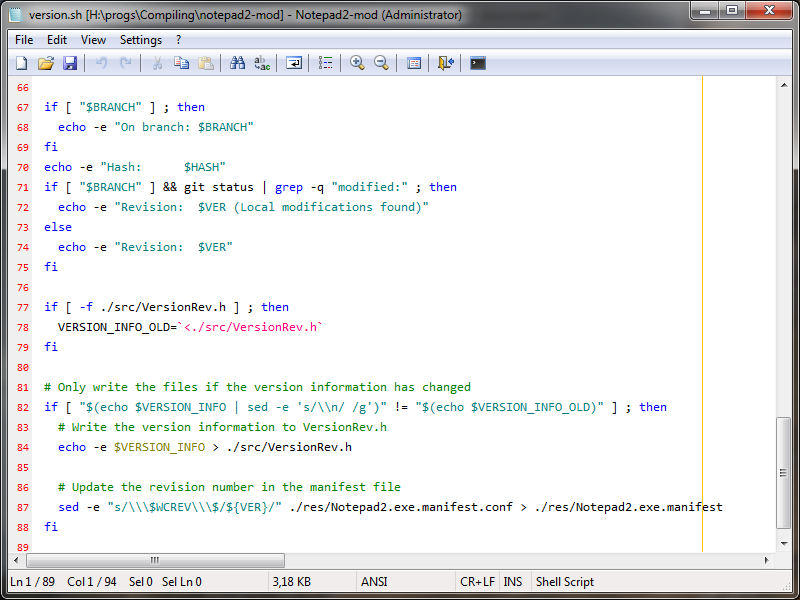 version.sh [H:\progs\Compiling\notepad2-mod] - Notepad2-mod (Administrator)
File Edit View Settings ?
66
67 if [ "$BRANCH" ] ; then
68   echo -e "On branch: $BRANCH"
69 fi
70 echo -e "Hash:      $HASH"
71 if [ "$BRANCH" ] && git status | grep -q "modified:" ; then
72   echo -e "Revision:  $VER (Local modifications found)"
73 else
74   echo -e "Revision:  $VER"
75 fi
76
77 if [ -f ./src/VersionRev.h ] ; then
78   VERSION_INFO_OLD=`<./src/VersionRev.h`
79 fi
80
81 # Only write the files if the version information has changed
82 if [ "$(echo $VERSION_INFO | sed -e 's/\\n/ /g')" != "$(echo $VERSION_INFO_OLD)" ] ; then
83   # Write the version information to VersionRev.h
84   echo -e $VERSION_INFO > ./src/VersionRev.h
85
86   # Update the revision number in the manifest file
87   sed -e "s/\\\$WCREV\\\$/${VER}/" ./res/Notepad2.exe.manifest.conf > ./res/Notepad2.exe.manifest
88 fi
89
Ln 1 / 89 Col 1 / 94 Sel 0 Sel Ln 0 3,18 KB ANSI CR+LF INS Shell Script